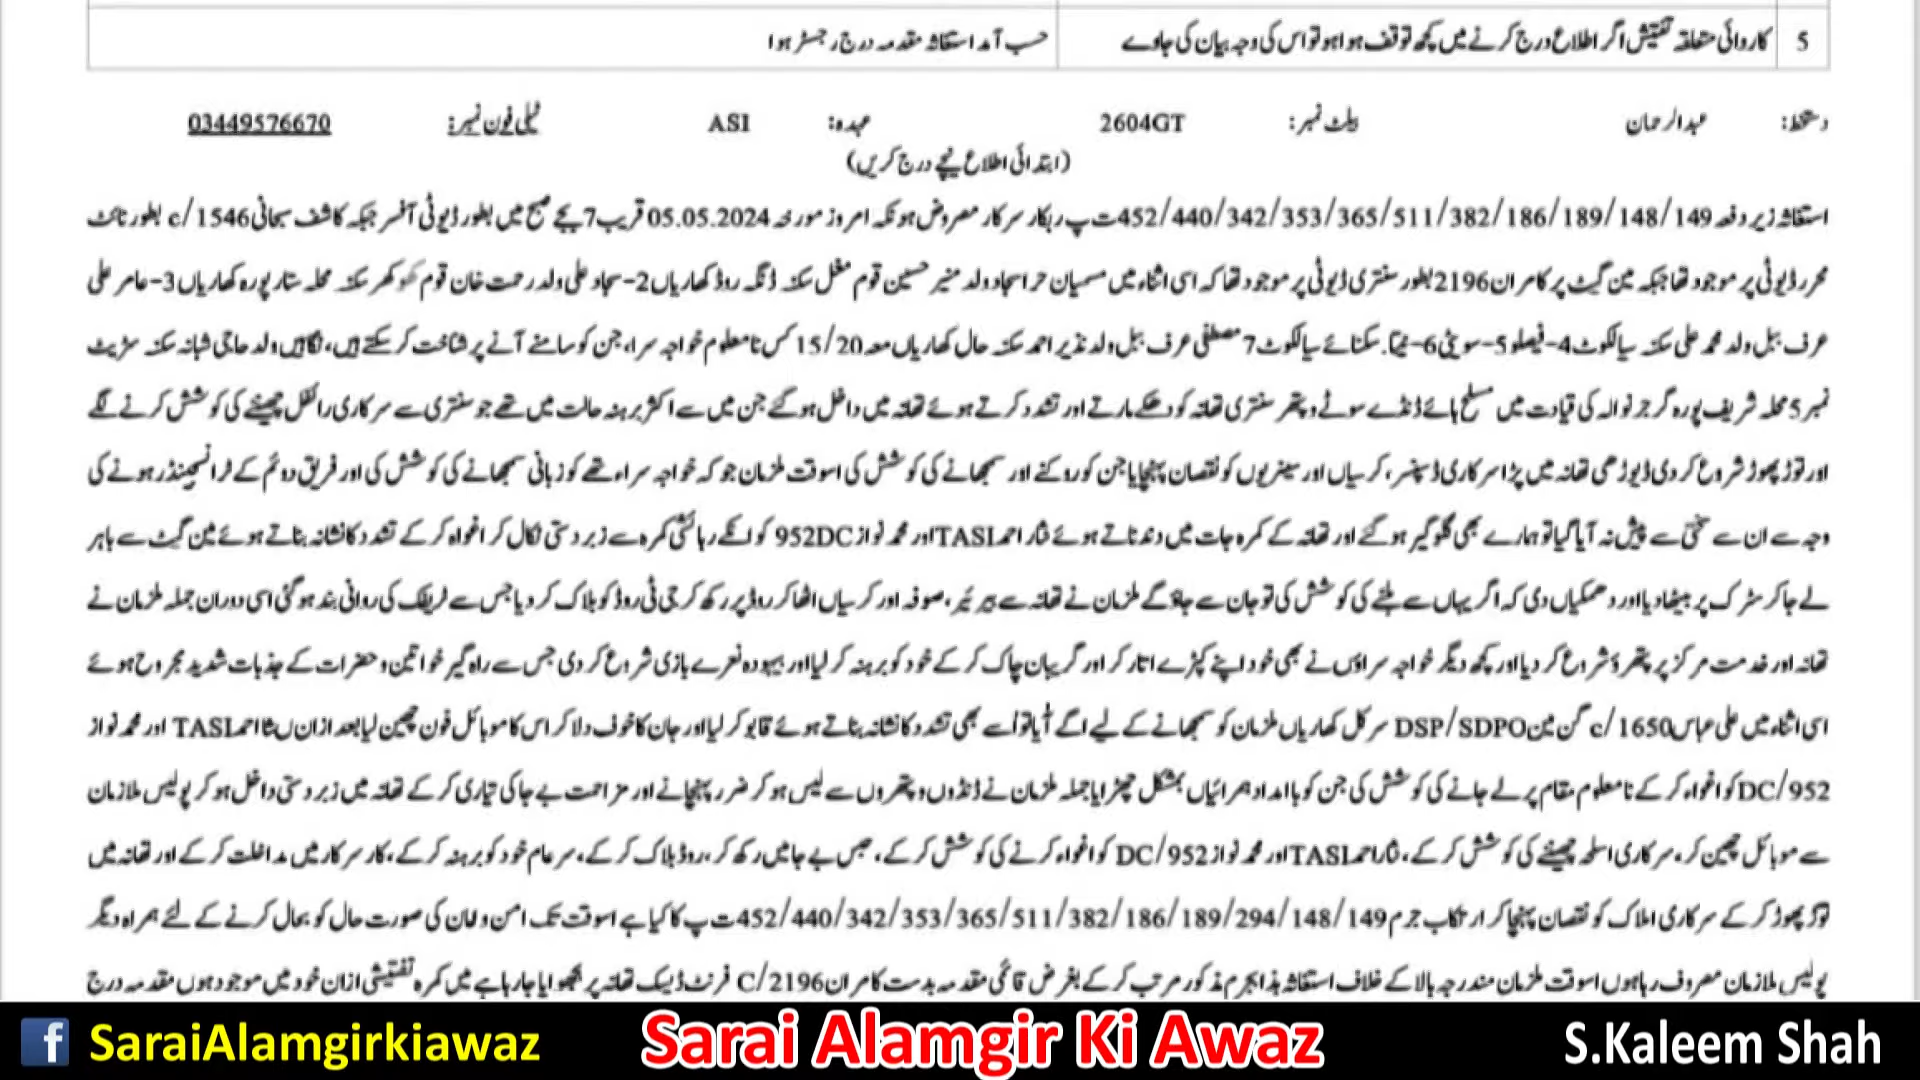 5 کاروائی متعلقہ تفتیش اگر اطلاع درج کرنے میں کچھ توقف ہوا ہو تو اس کی وجہ بیان کی جاوے حسب آمد استغاثہ مقدمہ درج رجسٹر ہوا
دستخط: عبدالرحمان بیلٹ نمبر: 2604GT عہدہ: ASI ٹیلی فون نمبر: 03449576670
(ابتدائی اطلاع نیچے درج کریں)
استغاثہ زیر دفعہ 452/440/342/353/365/511/382/186/189/148/149ت پ ربکار سرکار معروض ہونکہ امروز مورخہ 05.05.2024 قریب 7 بجے صبح میں بطور ڈیوٹی آفسر جبکہ کاشف سبحانی c/1546 بطور نائٹ
محرر ڈیوٹی پر موجود تھا جبکہ مین گیٹ پر کامران 2196 بطور سنتری ڈیوٹی پر موجود تھا کہ اسی اثناء میں مسمیان حرا سجاد ولد منیر حسین قوم مغل سکنہ ڈنگہ روڈ کھاریاں 2-سجاد علی ولد رحمت خان قوم کھوکھر سکنہ محلہ ستار پورہ کھاریاں 3-عامر علی
عرف ببل ولد محمد علی سکنہ سیالکوٹ 4-فیصلو 5-سویٹی 6-نیتا. سکنائے سیالکوٹ 7 مصطفی عرف ببل ولد نذیر احمد سکنہ حال کھاریاں معہ 15/20 کس نامعلوم خواجہ سرا، جن کو سامنے آنے پر شناخت کر سکتے ہیں، ولد حاجی شبانہ سکنہ سڑیٹ
نمبر 5 محلہ شریف پورہ گجرنوالہ کی قیادت میں مسلح ہائے ڈنڈے سوٹے و پتھر سنتری تھانہ کو دھکے مارتے اور تشدد کرتے ہوئے تھانہ میں داخل ہو گئے جن میں سے اکثر برہنہ حالت میں تھے جو سنتری سے سرکاری رائفل چھیننے کی کوشش کرنے لگے
اور توڑ پھوڑ شروع کر دی ڈیوڑھی تھانہ میں پڑا سرکاری ڈسپنسر، کرسیاں اور سینریوں کو نقصان پہنچایا جن کو روکنے اور سمجھانے کی کوشش کی اسوقت ملزمان جو کہ خواجہ سراء تھے کو زبانی سمجھانے کی کوشش کی اور فریق دوئم کے ٹرانسجینڈر ہونے کی
وجہ سے ان سے سختی سے پیش نہ آیا گیا تو ہمارے بھی گلوگیر ہو گئے اور تھانہ کے کمرہ جات میں دندناتے ہوئے نثار احمد TASI اور محمد نواز 952DC کو انکے رہائشی کمرہ سے زبردستی نکال کر اغواء کر کے تشدد کا نشانہ بناتے ہوئے مین گیٹ سے باہر
لے جا کر سڑک پر بیٹھا دیا اور دھمکیاں دی کہ اگر یہاں سے ہلنے کی کوشش کی تو جان سے جاؤ گے ملزمان نے تھانہ سے بیرئیر، صوفہ اور کرسیاں اٹھا کر روڈ پر رکھ کر جی ٹی روڈ کو بلاک کر دیا جس سے ٹریفک کی روانی بند ہو گئی اسی دوران جملہ ملزمان نے
تھانہ اور خدمت مرکز پر پتھراؤ شروع کر دیا اور کچھ دیگر خواجہ سراؤں نے بھی خود اپنے کپڑے اتار کر اور گریبان چاک کر کے خود کو برہنہ کر لیا اور بیہودہ نعرے بازی شروع کر دی جس سے راہ گیر خواتین و حضرات کے جذبات شدید مجروح ہوئے
اسی اثناء میں علی عباس c/1650 گن مین DSP/SDPO سرکل کھاریاں ملزمان کو سمجھانے کے لیے آگے آیا تو اُسے بھی تشدد کا نشانہ بناتے ہوئے قابو کر لیا اور جان کا خوف دلا کر اس کا موبائل فون چھین لیا بعد ازاں نثار احمد TASI اور محمد نواز
952/DC کو اغواء کر کے نامعلوم مقام پر لے جانے کی کوشش کی جن کو باامداد ہمرائیاں بمشکل چھڑایا جملہ ملزمان نے ڈنڈوں و پتھروں سے لیس ہو کر ضرر پہنچانے اور مزاحمت بے جا کی تیاری کر کے تھانہ میں زبردستی داخل ہو کر پولیس ملازمان
سے موبائل چھین کر، سرکاری اسلحہ چھیننے کی کوشش کر کے، نثار احمد TASI اور محمد نواز 952/DC کو اغواء کرنے کی کوشش کر کے، حبس بے جا میں رکھ کر، روڈ بلاک کر کے، سرعام خود کو برہنہ کر کے، کار سرکار میں مداخلت کر کے اور تھانہ میں
توڑ پھوڑ کر کے سرکاری املاک کو نقصان پہنچا کر ارتکاب جرم 452/440/342/353/365/511/382/186/189/294/148/149ت پ کا کیا ہے اسوقت تک امن و امان کی صورت حال کو بحال کرنے کے لئے ہمراہ دیگر
پولیس ملازمان مصروف رہا ہوں اسوقت ملزمان مندرجہ بالا کے خلاف استغاثہ ہذا بجرم مذکور مرتب کر کے بغرض قائمی مقدمہ بدست کامران C/2196 فرنٹ ڈیسک تھانہ پر بھجوایا جا رہا ہے میں کمرہ تفتیشی ازان خود میں موجود ہوں مقدمہ درج
SaraiAlamgirkiawaz
Sarai Alamgir Ki Awaz
S.Kaleem Shah